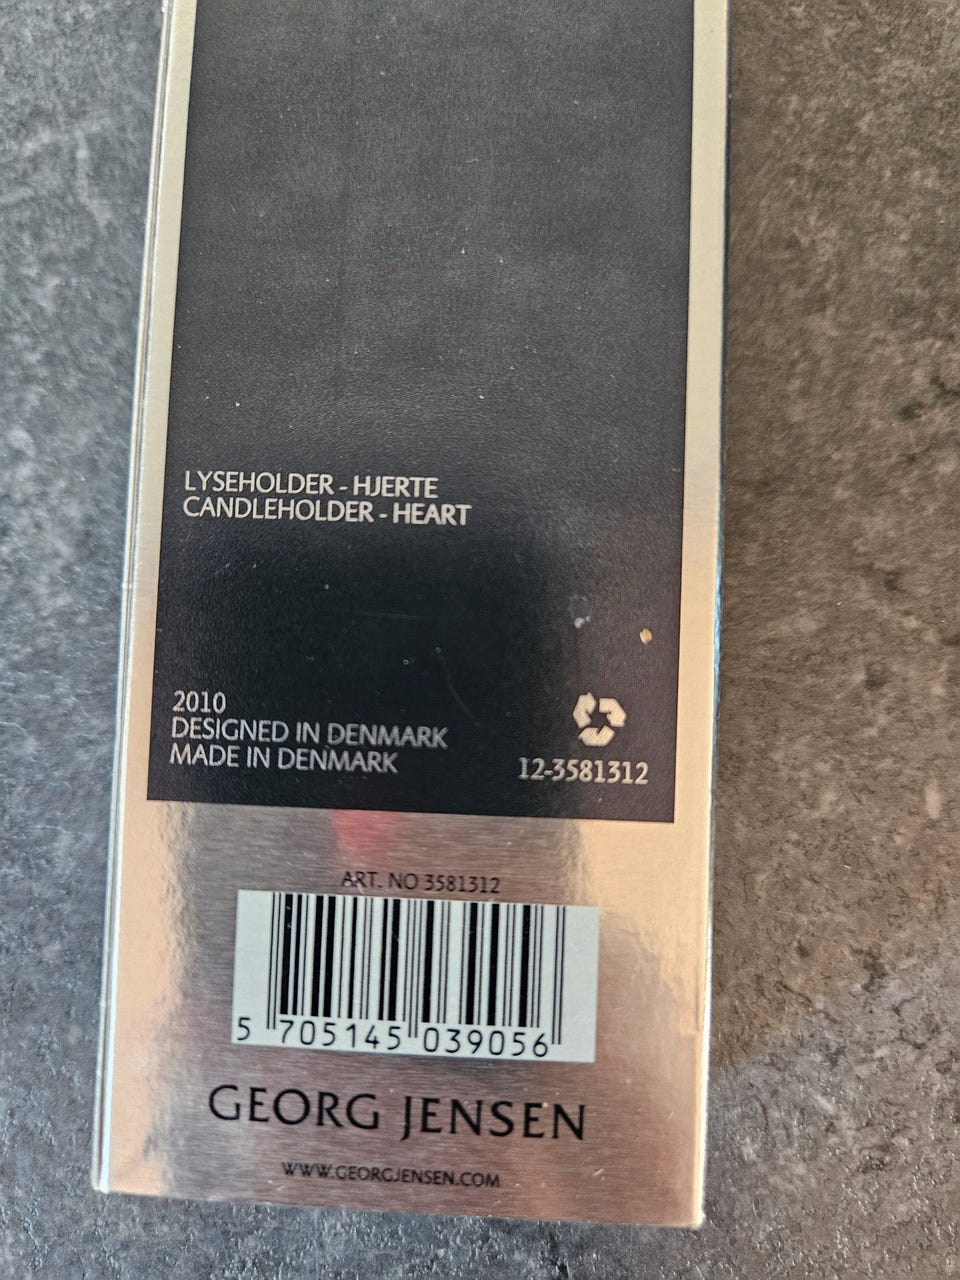 LYSEHOLDER - HJERTE
CANDLEHOLDER - HEART
2010
DESIGNED IN DENMARK
MADE IN DENMARK
12-3581312
ART. NO 3581312
5 705145 039056
GEORG JENSEN
WWW.GEORGJENSEN.COM